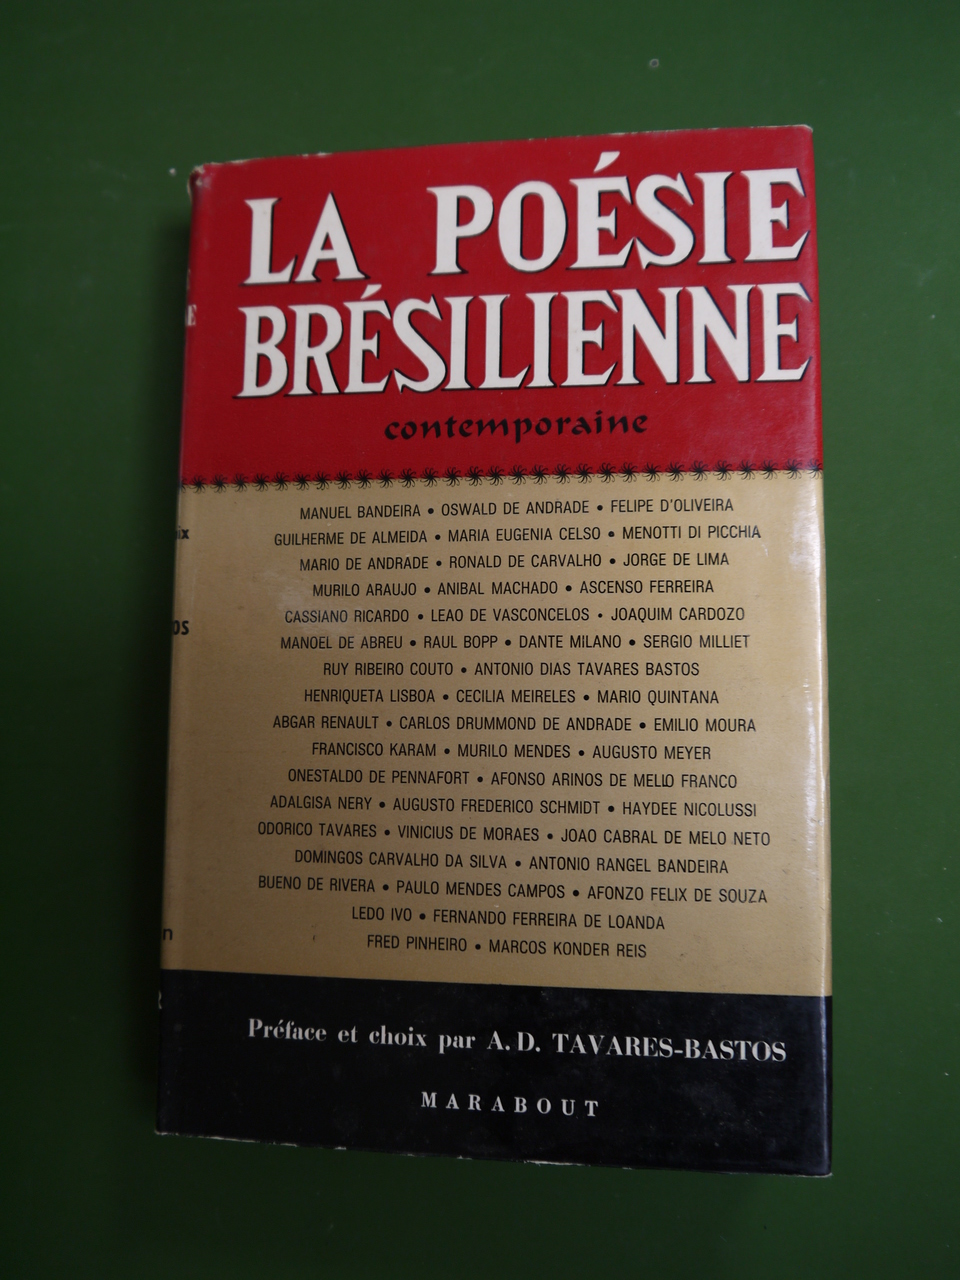 LA POÉSIE
BRÉSILIENNE
contemporaine
MANUEL BANDEIRA • OSWALD DE ANDRADE • FELIPE D'OLIVEIRA
GUILHERME DE ALMEIDA • MARIA EUGENIA CELSO • MENOTTI DI PICCHIA
MARIO DE ANDRADE • RONALD DE CARVALHO • JORGE DE LIMA
MURILO ARAUJO • ANIBAL MACHADO • ASCENSO FERREIRA
CASSIANO RICARDO • LEAO DE VASCONCELOS • JOAQUIM CARDOZO
MANOEL DE ABREU • RAUL BOPP • DANTE MILANO • SERGIO MILLIET
RUY RIBEIRO COUTO • ANTONIO DIAS TAVARES BASTOS
HENRIQUETA LISBOA • CECILIA MEIRELES • MARIO QUINTANA
ABGAR RENAULT • CARLOS DRUMMOND DE ANDRADE • EMILIO MOURA
FRANCISCO KARAM • MURILO MENDES • AUGUSTO MEYER
ONESTALDO DE PENNAFORT • AFONSO ARINOS DE MELLO FRANCO
ADALGISA NERY • AUGUSTO FREDERICO SCHMIDT • HAYDEE NICOLUSSI
ODORICO TAVARES • VINICIUS DE MORAES • JOAO CABRAL DE MELO NETO
DOMINGOS CARVALHO DA SILVA • ANTONIO RANGEL BANDEIRA
BUENO DE RIVERA • PAULO MENDES CAMPOS • AFONZO FELIX DE SOUZA
LEDO IVO • FERNANDO FERREIRA DE LOANDA
FRED PINHEIRO • MARCOS KONDER REIS
Préface et choix par A. D. TAVARES-BASTOS
MARABOUT